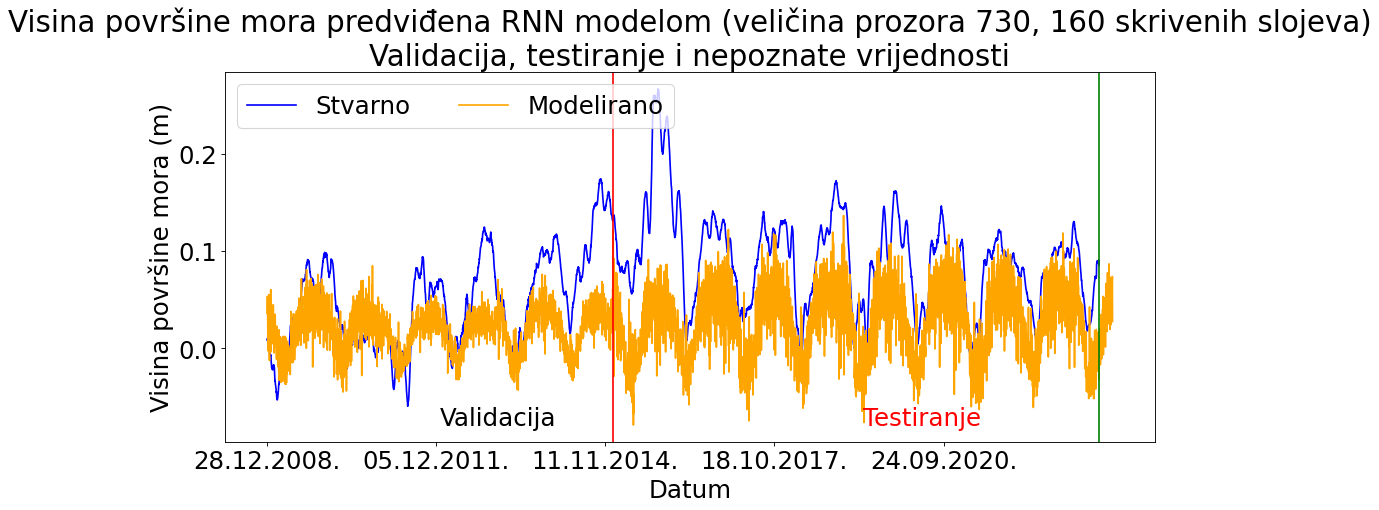 Visina površine mora predviđena RNN modelom (veličina prozora 730, 160 skrivenih slojeva)
Validacija, testiranje i nepoznate vrijednosti
Stvarno
Modelirano
Visina površine mora (m)
0.2
0.1
0.0
Validacija
Testiranje
28.12.2008.
05.12.2011.
11.11.2014.
18.10.2017.
24.09.2020.
Datum